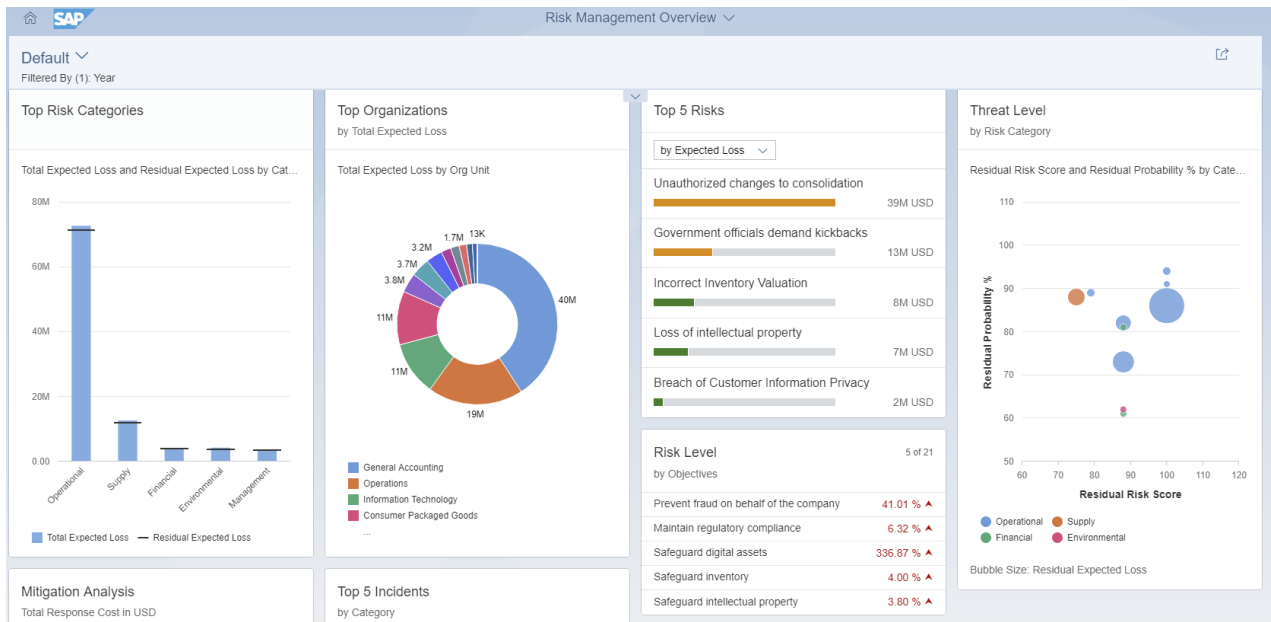 SAP
Risk Management Overview
Default
Filtered By (1): Year
Top Risk Categories
Total Expected Loss and Residual Expected Loss by Cat...
80M
60M
40M
20M
0.00
Operational
Supply
Financial
Environmental
Management
Total Expected Loss
Residual Expected Loss
Mitigation Analysis
Total Response Cost in USD
Top Organizations
by Total Expected Loss
Total Expected Loss by Org Unit
3.2M
1.7M
13K
3.7M
3.8M
40M
11M
11M
19M
General Accounting
Operations
Information Technology
Consumer Packaged Goods
...
Top 5 Incidents
by Category
Top 5 Risks
by Expected Loss
Unauthorized changes to consolidation
39M USD
Government officials demand kickbacks
13M USD
Incorrect Inventory Valuation
8M USD
Loss of intellectual property
7M USD
Breach of Customer Information Privacy
2M USD
Risk Level
5 of 21
by Objectives
Prevent fraud on behalf of the company 41.01 %
Maintain regulatory compliance 6.32 %
Safeguard digital assets 336.87 %
Safeguard inventory 4.00 %
Safeguard intellectual property 3.80 %
Threat Level
by Risk Category
Residual Risk Score and Residual Probability % by Cate...
Residual Probability %
110
100
90
80
70
60
50
60 70 80 90 100 110 120
Residual Risk Score
Operational
Supply
Financial
Environmental
Bubble Size: Residual Expected Loss